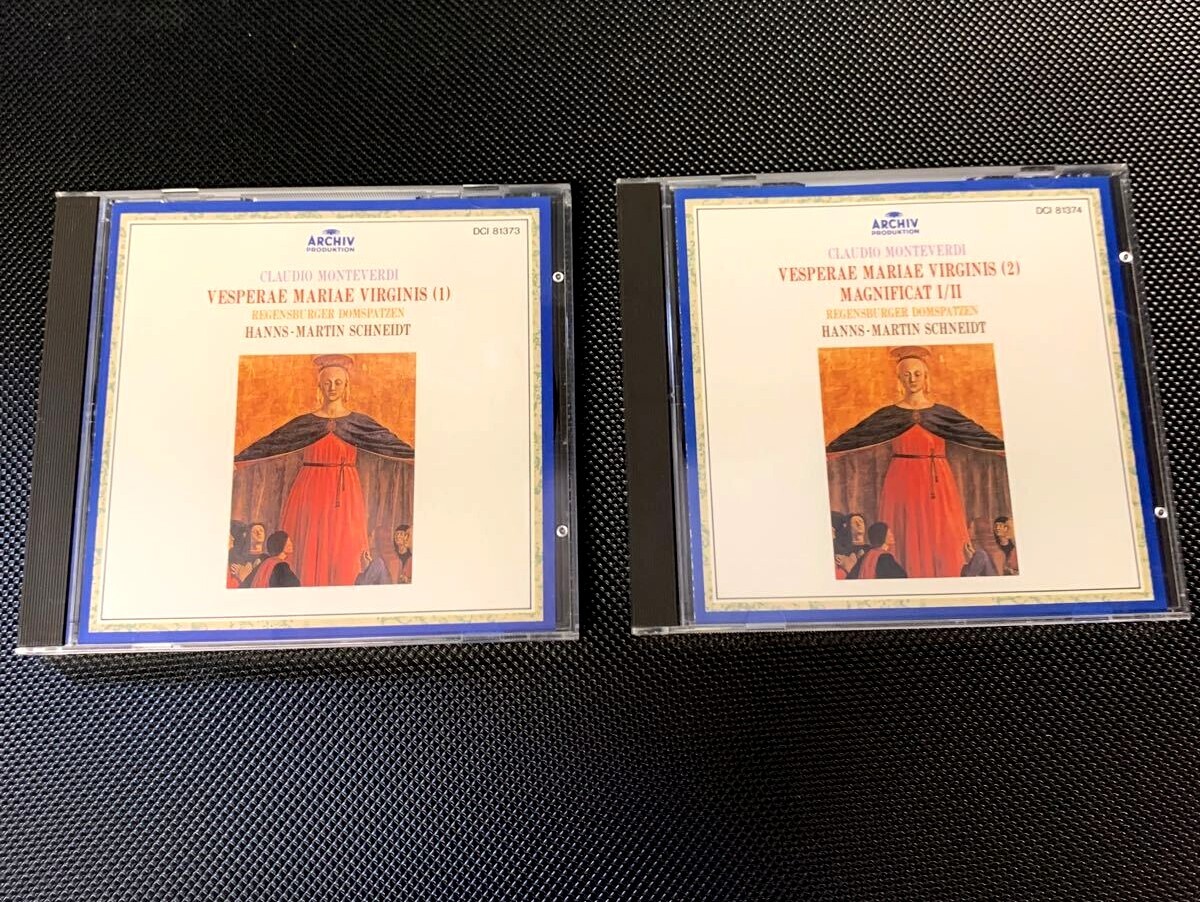 ARCHIV
PRODUKTION
DCI 81373
CLAUDIO MONTEVERDI
VESPERAE MARIAE VIRGINIS (1)
REGENSBURGER DOMSPATZEN
HANNS-MARTIN SCHNEIDT
ARCHIV
PRODUKTION
DCI 81374
CLAUDIO MONTEVERDI
VESPERAE MARIAE VIRGINIS (2)
MAGNIFICAT I/II
REGENSBURGER DOMSPATZEN
HANNS-MARTIN SCHNEIDT